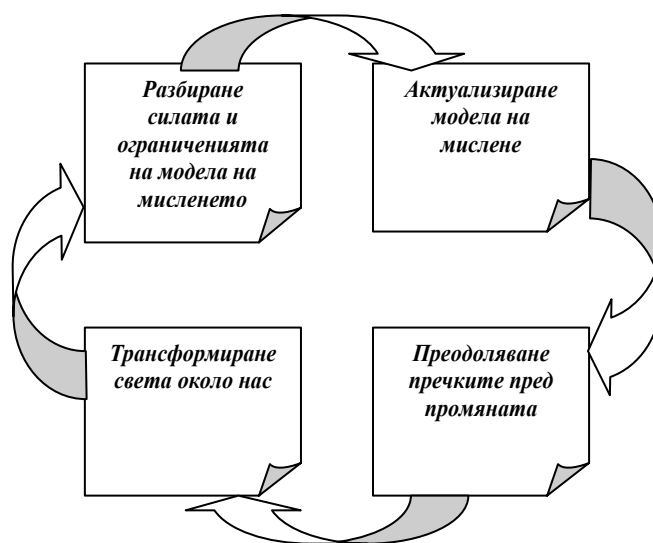 Разбиране
силата и
ограниченията
на модела на
мисленето
Актуализиране
модела на
мислене
Трансформиране
света около нас
Преодоляване
пречките пред
промяната